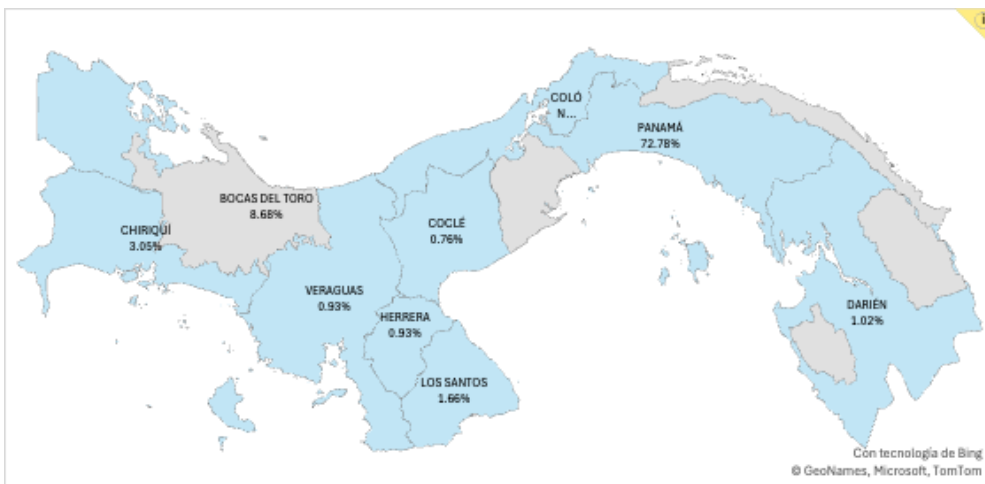 COLÓ
N...
PANAMÁ
72.78%
BOCAS DEL TORO
8.68%
CHIRIQUÍ
3.05%
COCLÉ
0.76%
VERAGUAS
0.93%
HERRERA
0.93%
DARIÉN
1.02%
LOS SANTOS
1.66%
Con tecnología de Bing
© GeoNames, Microsoft, TomTom